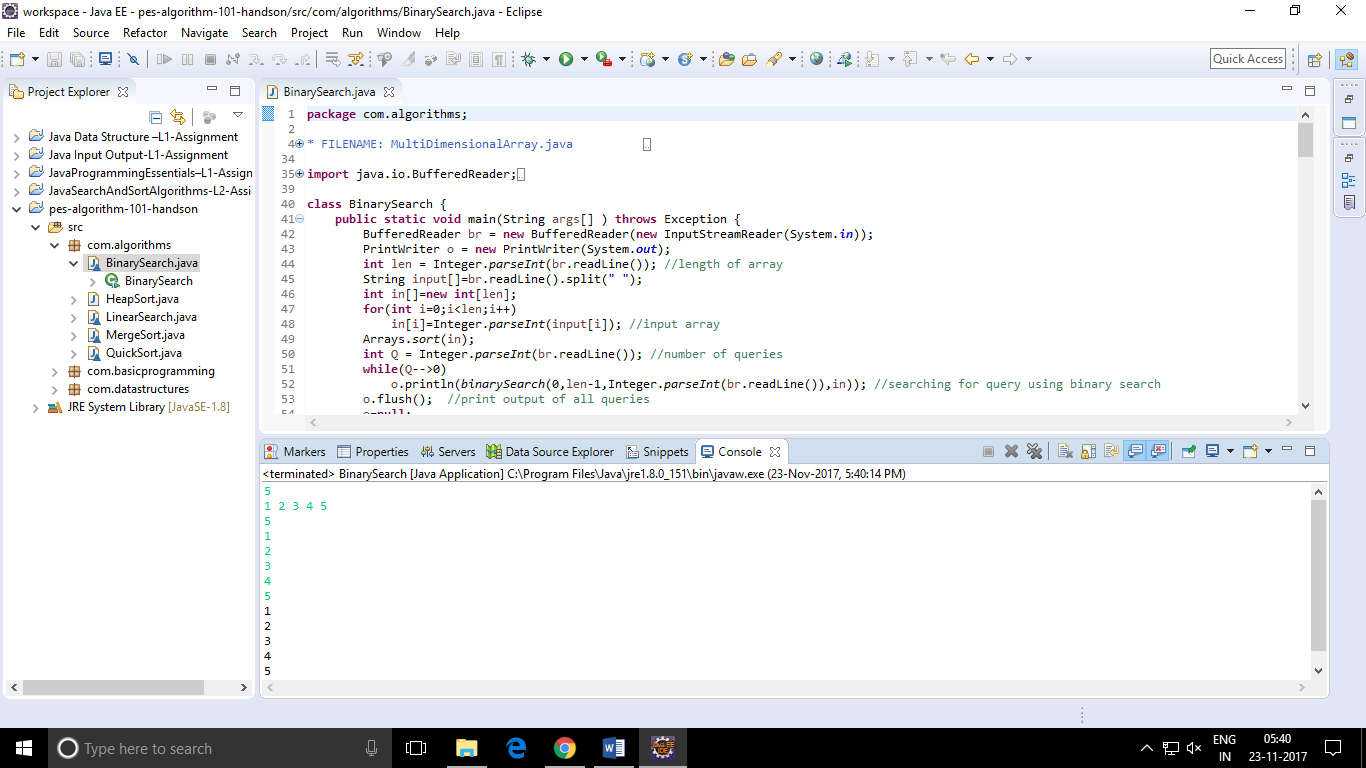 workspace - Java EE - pes-algorithm-101-handson/src/com/algorithms/BinarySearch.java - Eclipse
File Edit Source Refactor Navigate Search Project Run Window Help
Quick Access
Project Explorer
Java Data Structure –L1-Assignment
Java Input Output-L1-Assignment
JavaProgrammingEssentials–L1-Assign
JavaSearchAndSortAlgorithms-L2-Assi
pes-algorithm-101-handson
src
com.algorithms
BinarySearch.java
BinarySearch
HeapSort.java
LinearSearch.java
MergeSort.java
QuickSort.java
com.basicprogramming
com.datastructures
JRE System Library [JavaSE-1.8]
BinarySearch.java
1 package com.algorithms;
2
4 * FILENAME: MultiDimensionalArray.java
34
35 import java.io.BufferedReader;
39
40 class BinarySearch {
41 public static void main(String args[] ) throws Exception {
42 BufferedReader br = new BufferedReader(new InputStreamReader(System.in));
43 PrintWriter o = new PrintWriter(System.out);
44 int len = Integer.parseInt(br.readLine()); //length of array
45 String input[]=br.readLine().split(" ");
46 int in[]=new int[len];
47 for(int i=0;i<len;i++)
48 in[i]=Integer.parseInt(input[i]); //input array
49 Arrays.sort(in);
50 int Q = Integer.parseInt(br.readLine()); //number of queries
51 while(Q-->0)
52 o.println(binarySearch(0,len-1,Integer.parseInt(br.readLine()),in)); //searching for query using binary search
53 o.flush(); //print output of all queries
54 o=null;
Markers Properties Servers Data Source Explorer Snippets Console
<terminated> BinarySearch [Java Application] C:\Program Files\Java\jre1.8.0_151\bin\javaw.exe (23-Nov-2017, 5:40:14 PM)
5
1 2 3 4 5
5
1
2
3
4
5
1
2
3
4
5
Type here to search
ENG
IN
05:40
23-11-2017